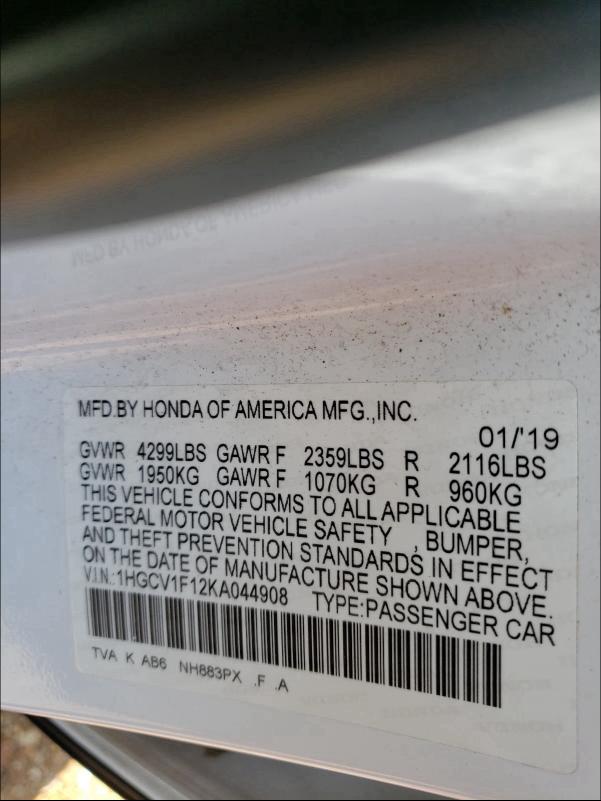 MFD.BY HONDA OF AMERICA MFG.,INC.
01/'19
GVWR 4299LBS GAWR F 2359LBS R 2116LBS
GVWR 1950KG GAWR F 1070KG R 960KG
THIS VEHICLE CONFORMS TO ALL APPLICABLE
FEDERAL MOTOR VEHICLE SAFETY , BUMPER,
AND THEFT PREVENTION STANDARDS IN EFFECT
ON THE DATE OF MANUFACTURE SHOWN ABOVE.
V.I.N.:1HGCV1F12KA044908 TYPE:PASSENGER CAR
TVA K AB6 NH883PX .F .A